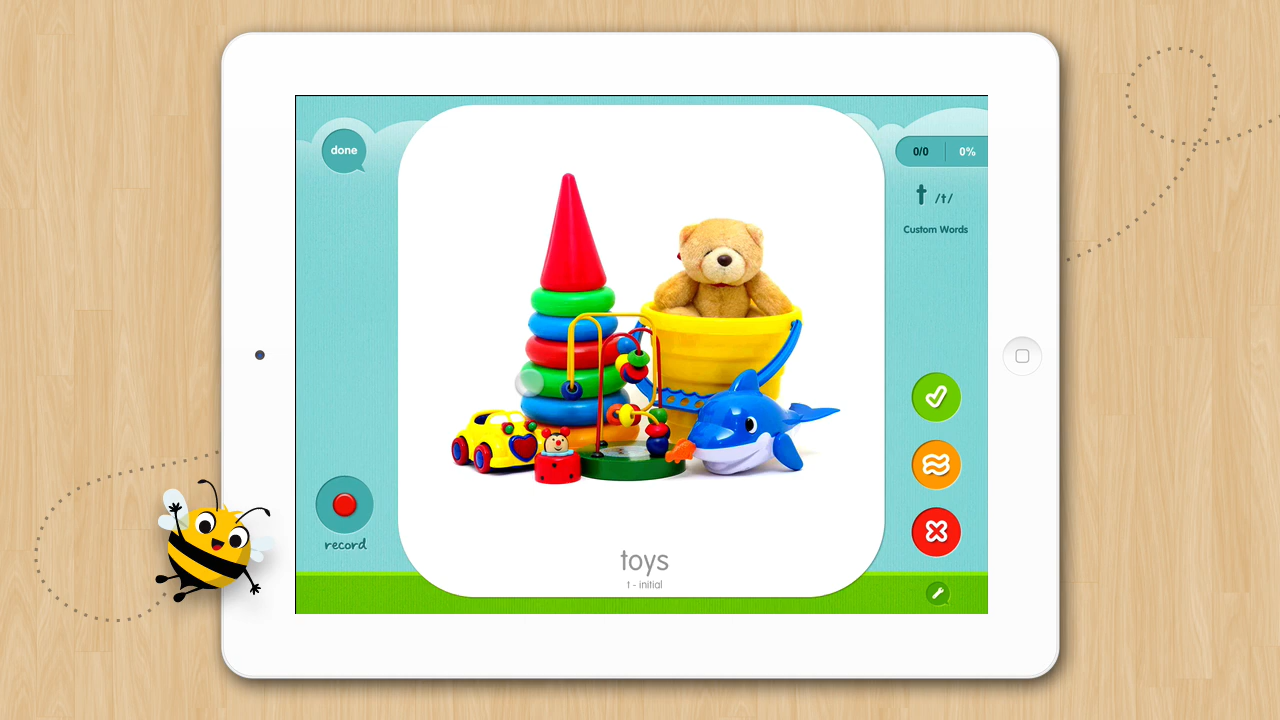 done
0/0 0%
t /t/
Custom Words
record
toys
t - initial